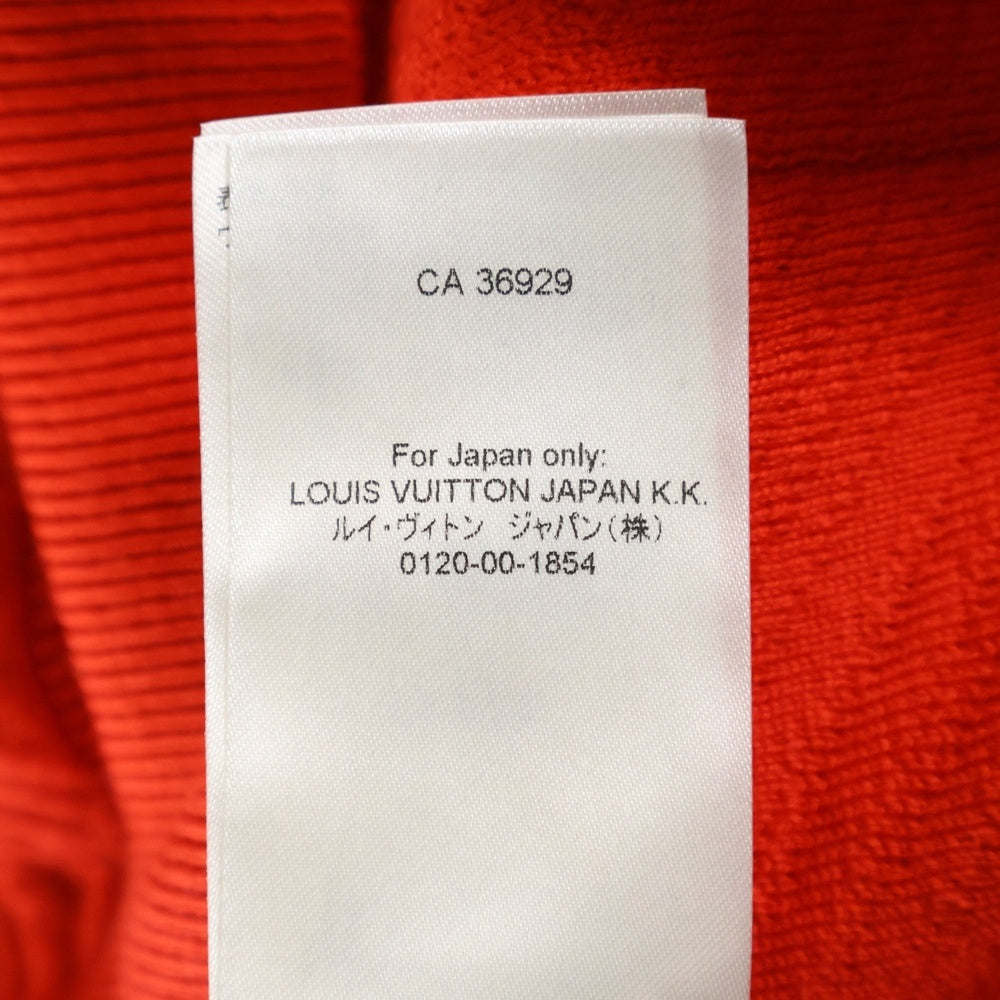 CA 36929
For Japan only:
LOUIS VUITTON JAPAN K.K.
ルイ・ヴィトン　ジャパン(株)
0120-00-1854